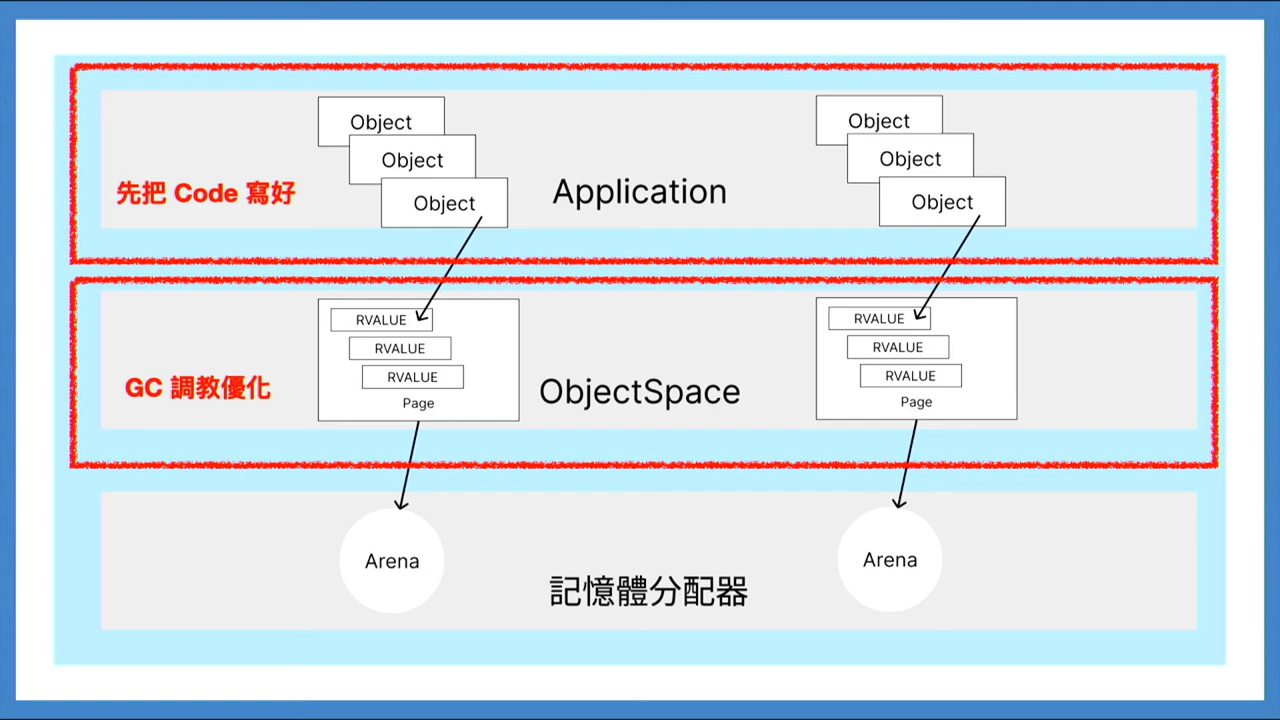 Object
Object
Object
Object
Object
Object
先把 Code 寫好
Application
RVALUE
RVALUE
RVALUE
Page
RVALUE
RVALUE
RVALUE
Page
GC 調教優化
ObjectSpace
Arena
Arena
記憶體分配器